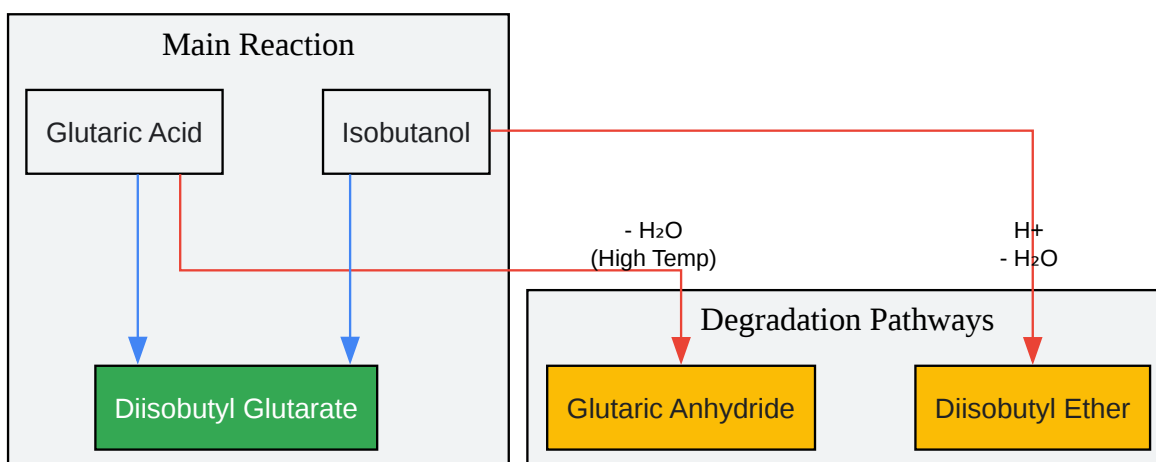 Main Reaction
Glutaric Acid
Isobutanol
- H₂O
(High Temp)
H+
- H₂O
Degradation Pathways
Diisobutyl Glutarate
Glutaric Anhydride
Diisobutyl Ether